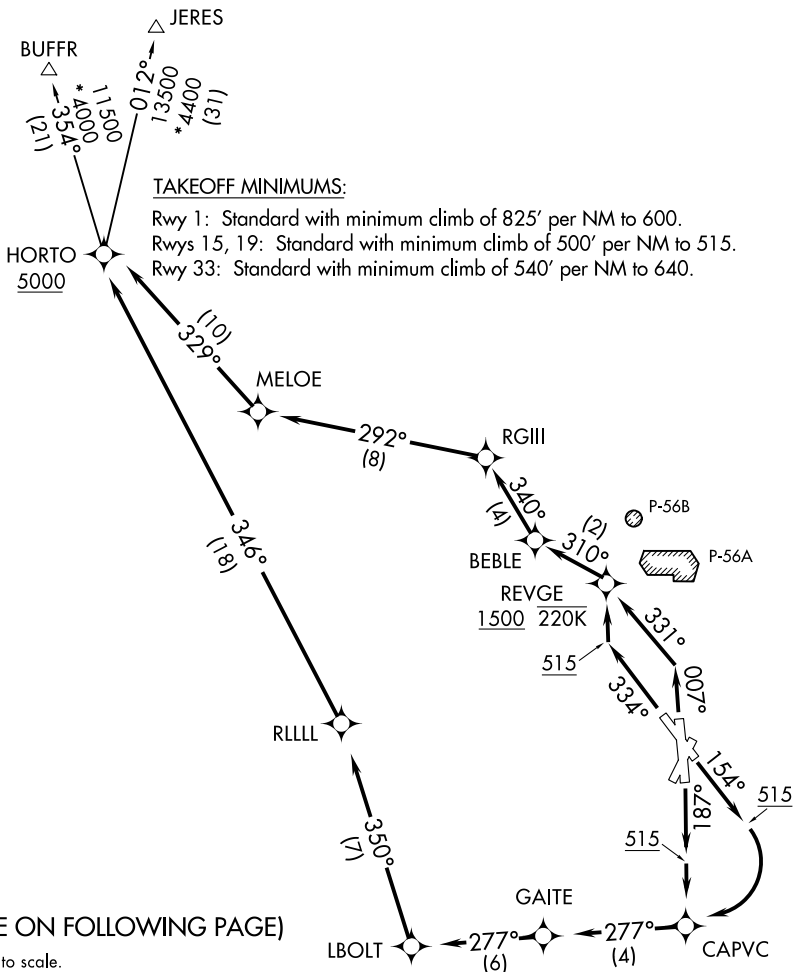 JERES
BUFFR
012°
13500
*4400
(31)
11500
*4000
354°
(21)
TAKEOFF MINIMUMS:
Rwy 1: Standard with minimum climb of 825' per NM to 600.
Rwys 15, 19: Standard with minimum climb of 500' per NM to 515.
Rwy 33: Standard with minimum climb of 540' per NM to 640.
HORTO
5000
(10)
329°
MELOE
292°
(8)
RGIII
340°
(4)
P-56B
(2)
310°
P-56A
BEBLE
REVGE
1500 220K
346°
(18)
331°
515
334°
007°
RLLLL
154°
187°
515
515
350°
(7)
GAITE
E ON FOLLOWING PAGE)
LBOLT
277°
(6)
277°
(4)
CAPVC
to scale.